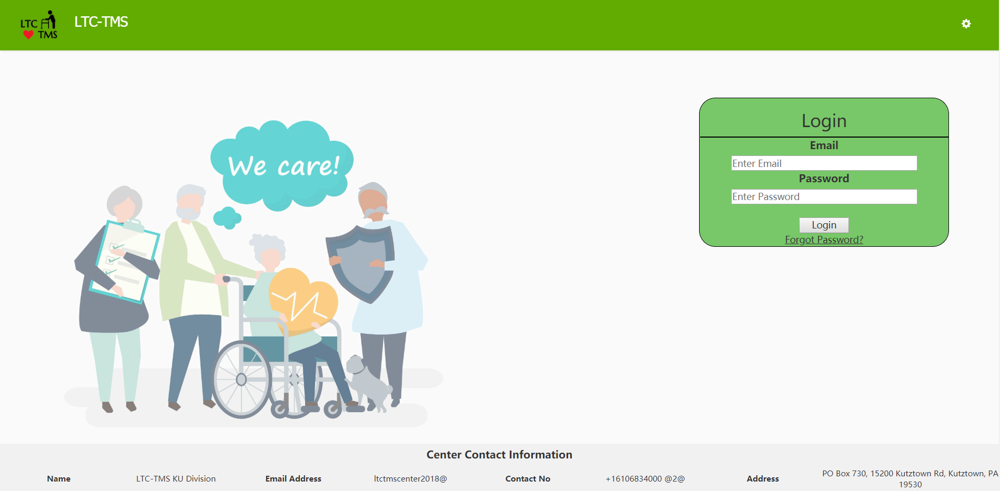 LTC
TMS
LTC-TMS
We care!
Login
Email
Enter Email
Password
Enter Password
Login
Forgot Password?
Center Contact Information
Name LTC-TMS KU Division Email Address ltctmscenter2018@ Contact No +16106834000 @2@ Address PO Box 730, 15200 Kutztown Rd, Kutztown, PA
19530